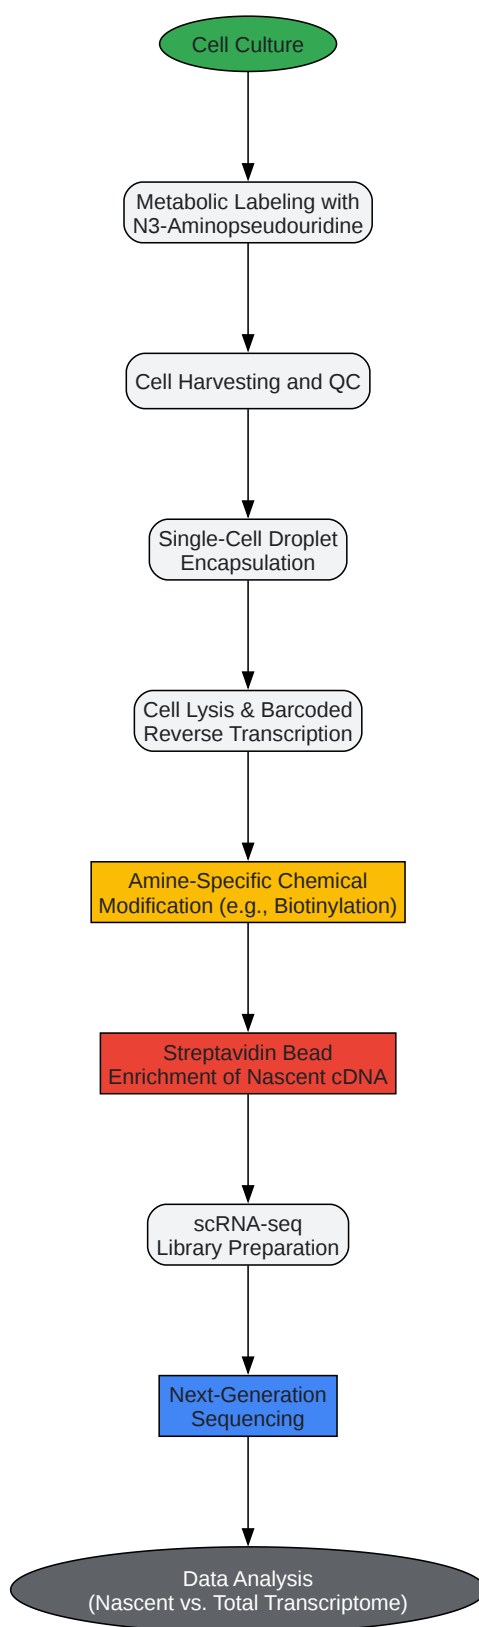 Cell Culture
Metabolic Labeling with
N3-Aminopseudouridine
Cell Harvesting and QC
Single-Cell Droplet
Encapsulation
Cell Lysis & Barcoded
Reverse Transcription
Amine-Specific Chemical
Modification (e.g., Biotinylation)
Streptavidin Bead
Enrichment of Nascent cDNA
scRNA-seq
Library Preparation
Next-Generation
Sequencing
Data Analysis
(Nascent vs. Total Transcriptome)